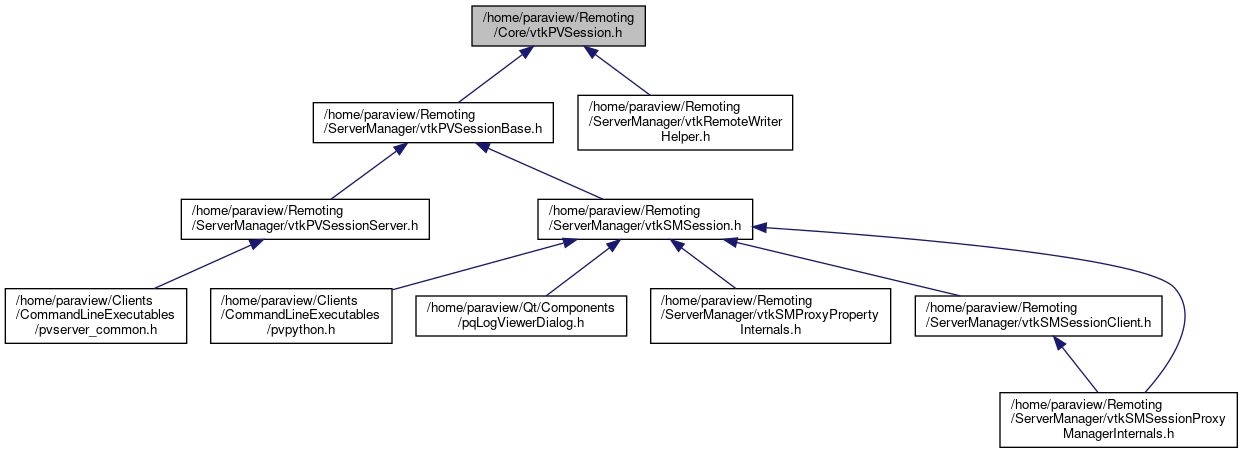 /home/paraview/Remoting
/Core/vtkPVSession.h
/home/paraview/Remoting
/ServerManager/vtkPVSessionBase.h
/home/paraview/Remoting
/ServerManager/vtkRemoteWriter
Helper.h
/home/paraview/Remoting
/ServerManager/vtkPVSessionServer.h
/home/paraview/Remoting
/ServerManager/vtkSMSession.h
/home/paraview/Clients
/CommandLineExecutables
/pvserver_common.h
/home/paraview/Clients
/CommandLineExecutables
/pvpython.h
/home/paraview/Qt/Components
/pqLogViewerDialog.h
/home/paraview/Remoting
/ServerManager/vtkSMProxyProperty
Internals.h
/home/paraview/Remoting
/ServerManager/vtkSMSessionClient.h
/home/paraview/Remoting
/ServerManager/vtkSMSessionProxy
ManagerInternals.h